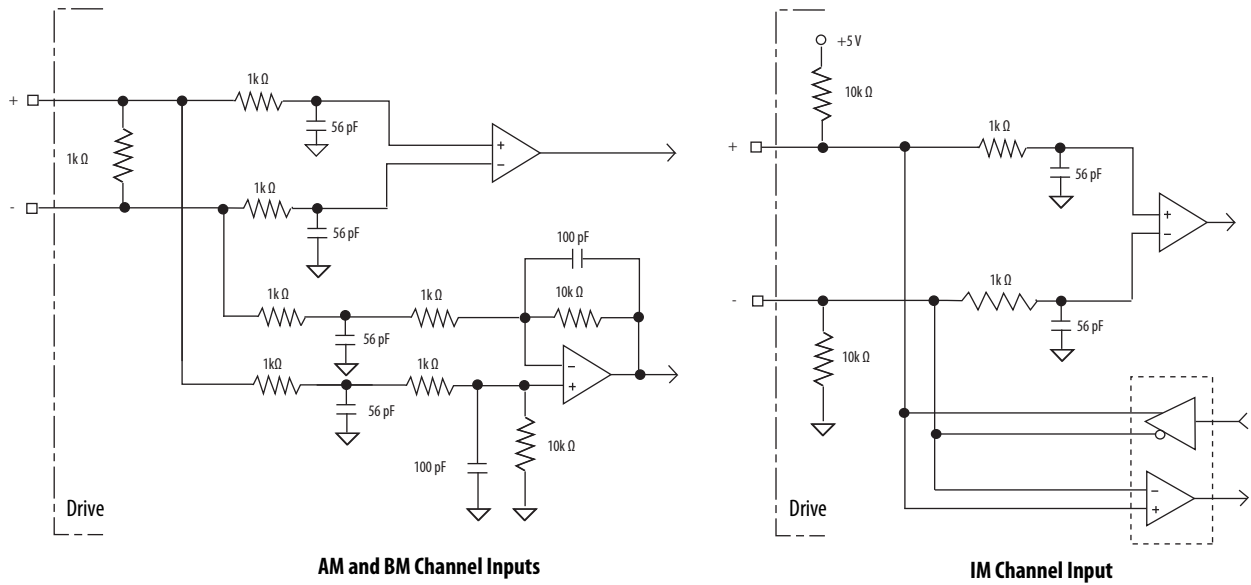 1k Ω
+
56 pF
+
−
1k Ω
1k Ω
-
56 pF
100 pF
1k Ω
1k Ω
10k Ω
56 pF
−
+
1kΩ
1k Ω
56 pF
10k Ω
100 pF
Drive
AM and BM Channel Inputs
+5 V
10k Ω
1k Ω
+
56 pF
+
−
1k Ω
-
56 pF
10k Ω
−
+
Drive
IM Channel Input